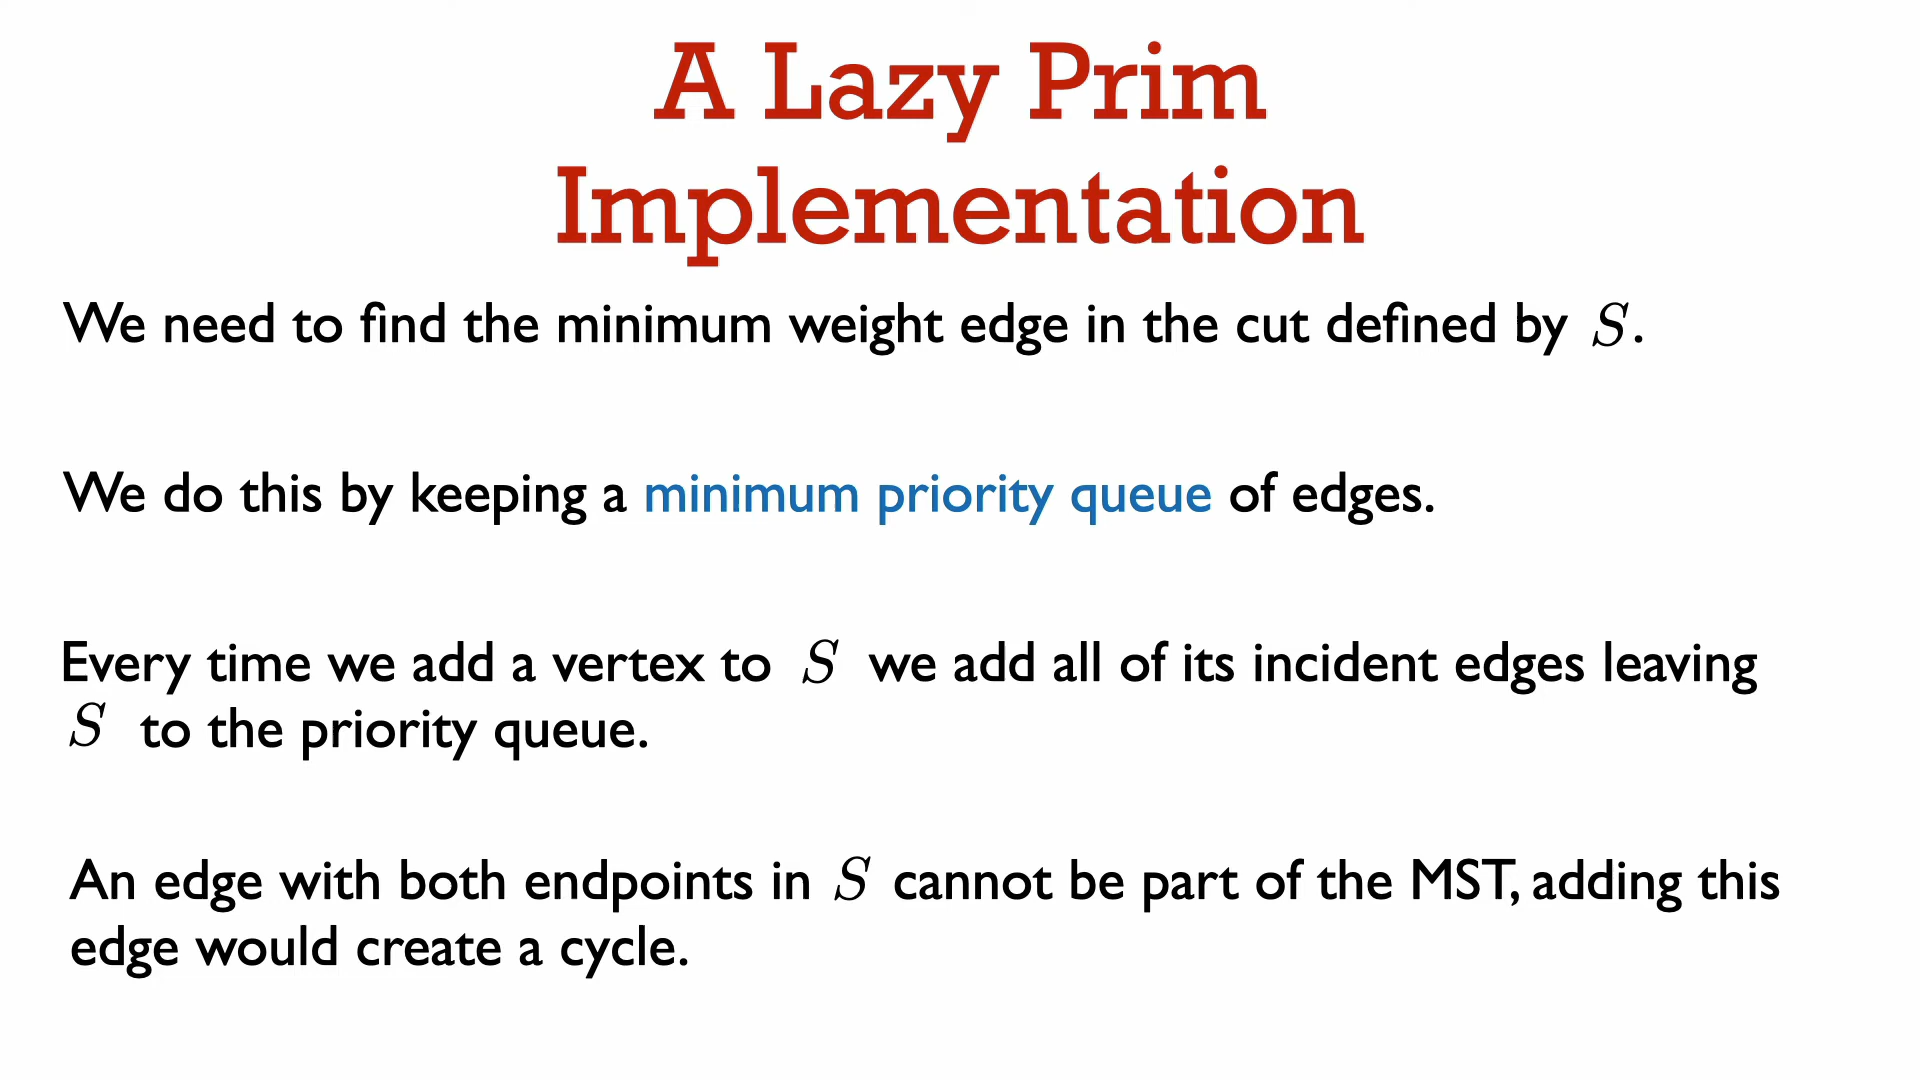 A Lazy Prim
Implementation
We need to find the minimum weight edge in the cut defined by S.
We do this by keeping a minimum priority queue of edges.
Every time we add a vertex to S we add all of its incident edges leaving
S to the priority queue.
An edge with both endpoints in S cannot be part of the MST, adding this
edge would create a cycle.